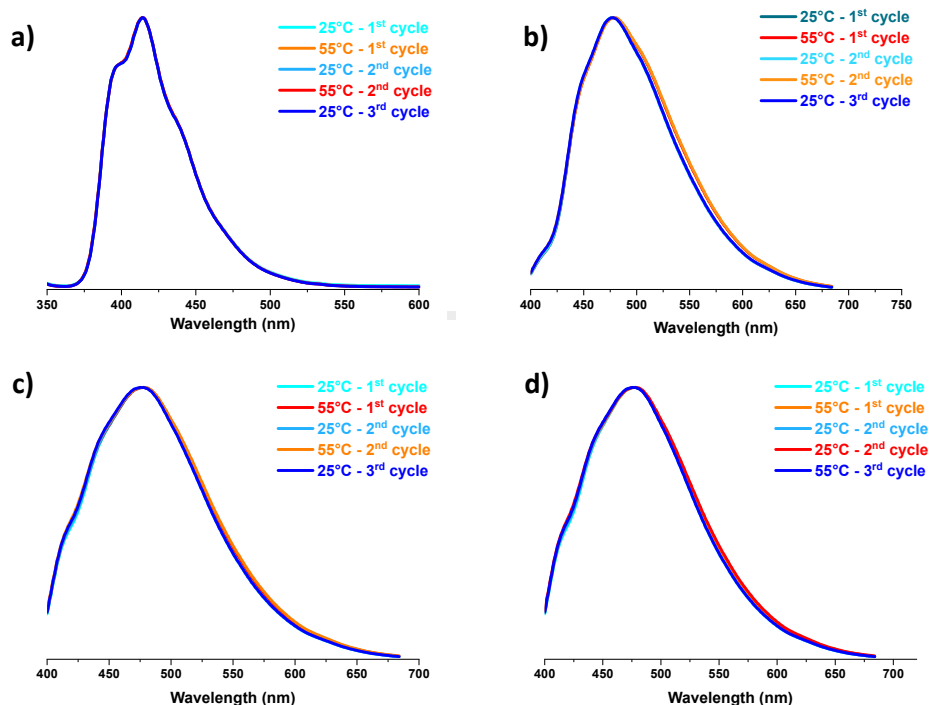 a)
25°C - 1st cycle
55°C - 1st cycle
25°C - 2nd cycle
55°C - 2nd cycle
25°C - 3rd cycle
350 400 450 500 550 600
Wavelength (nm)
b)
25°C - 1st cycle
55°C - 1st cycle
25°C - 2nd cycle
55°C - 2nd cycle
25°C - 3rd cycle
400 450 500 550 600 650 700 750
Wavelength (nm)
c)
25°C - 1st cycle
55°C - 1st cycle
25°C - 2nd cycle
55°C - 2nd cycle
25°C - 3rd cycle
400 450 500 550 600 650 700
Wavelength (nm)
d)
25°C - 1st cycle
55°C - 1st cycle
25°C - 2nd cycle
25°C - 2nd cycle
55°C - 3rd cycle
400 450 500 550 600 650 700
Wavelength (nm)